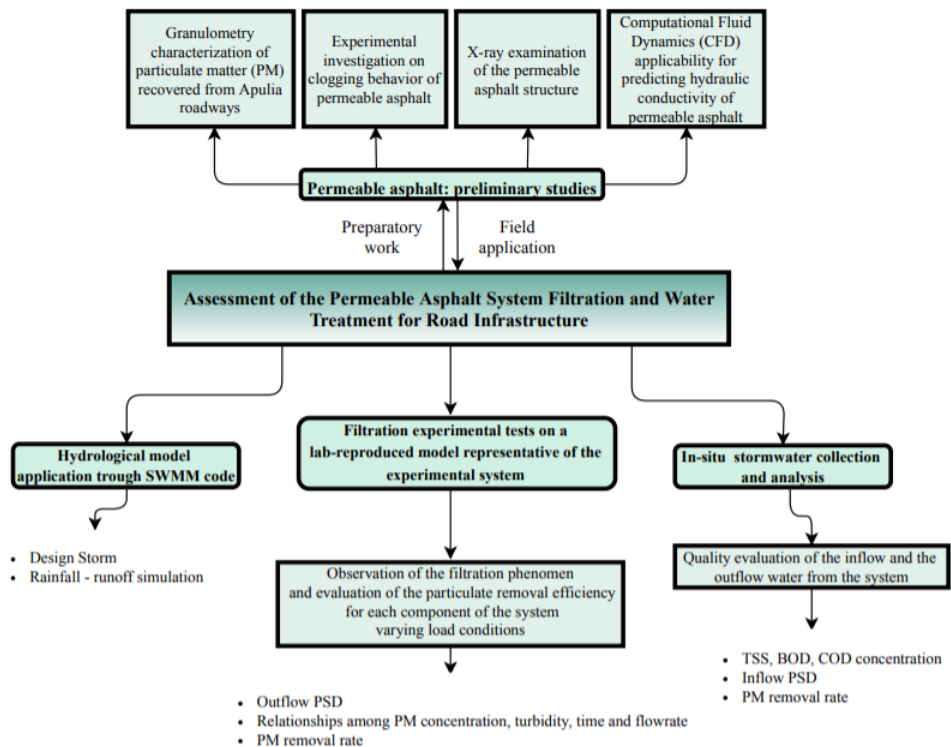 Granulometry
characterization of
particulate matter (PM)
recovered from Apulia
roadways
Experimental
investigation on
clogging behavior of
permeable asphalt
X-ray examination
of the permeable
asphalt structure
Computational Fluid
Dynamics (CFD)
applicability for
predicting hydraulic
conductivity of
permeable asphalt
Permeable asphalt: preliminary studies
Preparatory
work
Field
application
Assessment of the Permeable Asphalt System Filtration and Water
Treatment for Road Infrastructure
Hydrological model
application trough SWMM code
Filtration experimental tests on a
lab-reproduced model representative of the
experimental system
In-situ stormwater collection
and analysis
• Design Storm
• Rainfall - runoff simulation
Observation of the filtration phenomen
and evaluation of the particulate removal efficiency
for each component of the system
varying load conditions
Quality evaluation of the inflow and the
outflow water from the system
• Outflow PSD
• Relationships among PM concentration, turbidity, time and flowrate
• PM removal rate
• TSS, BOD, COD concentration
• Inflow PSD
• PM removal rate